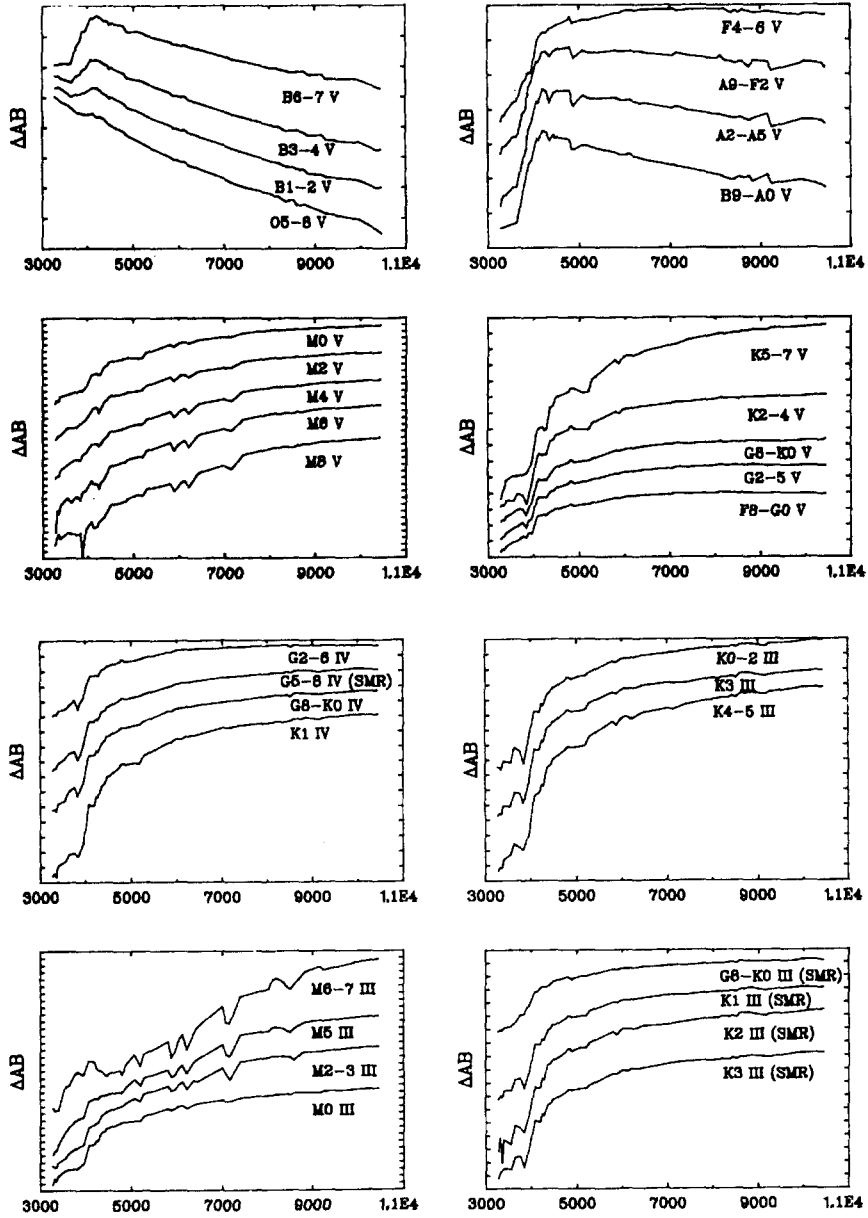 ΔAB
B6-7 V
B3-4 V
B1-2 V
O5-6 V
3000 5000 7000 9000 1.1E4
ΔAB
F4-6 V
A9-F2 V
A2-A5 V
B9-A0 V
3000 5000 7000 9000 1.1E4
ΔAB
M0 V
M2 V
M4 V
M6 V
M8 V
3000 5000 7000 9000 1.1E4
ΔAB
K5-7 V
K2-4 V
G8-K0 V
G2-5 V
F8-G0 V
3000 5000 7000 9000 1.1E4
ΔAB
G2-5 IV
G5-8 IV (SMR)
G8-K0 IV
K1 IV
3000 5000 7000 9000 1.1E4
ΔAB
K0-2 III
K3 III
K4-5 III
3000 5000 7000 9000 1.1E4
ΔAB
M6-7 III
M5 III
M2-3 III
M0 III
3000 5000 7000 9000 1.1E4
ΔAB
G8-K0 III (SMR)
K1 III (SMR)
K2 III (SMR)
K3 III (SMR)
3000 5000 7000 9000 1.1E4